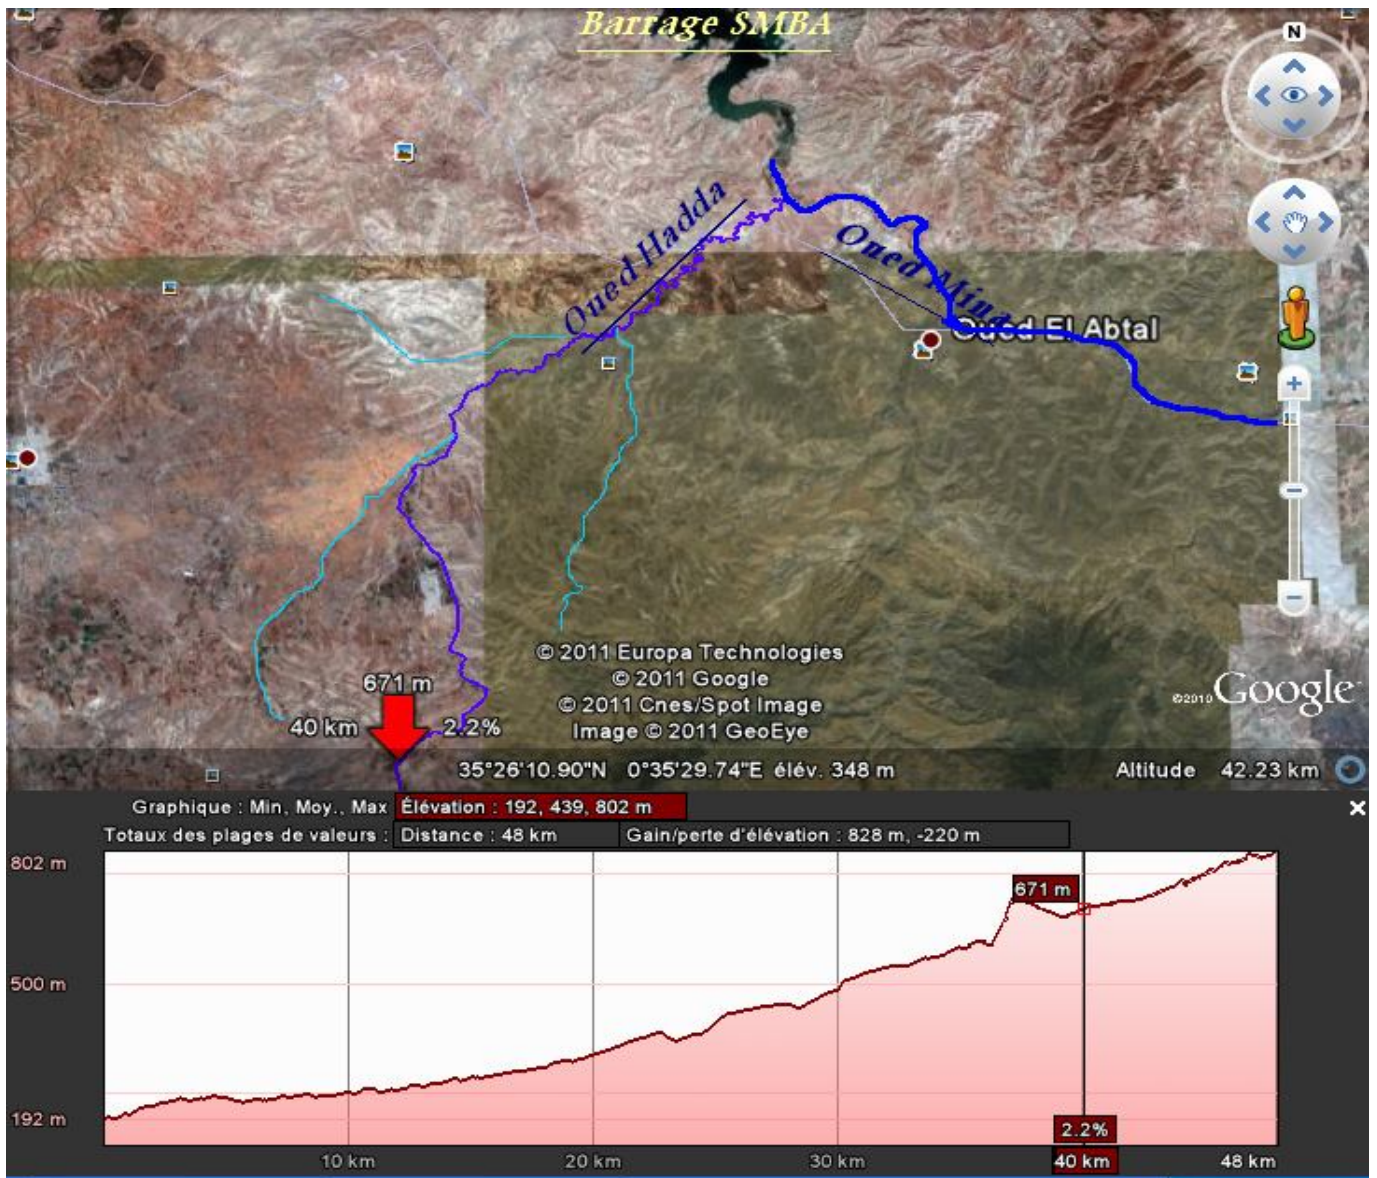 Barrage SMBA
N
Oued Hadda
Oued Mina
Oued El Abtal
© 2011 Europa Technologies
© 2011 Google
© 2011 Cnes/Spot Image
Image © 2011 GeoEye
©2010 Google
671 m
40 km 2.2%
35°26'10.90"N 0°35'29.74"E élév. 348 m Altitude 42.23 km
Graphique : Min, Moy., Max Élévation : 192, 439, 802 m
Totaux des plages de valeurs : Distance : 48 km Gain/perte d'élévation : 828 m, -220 m
802 m
671 m
500 m
192 m
2.2%
10 km 20 km 30 km 40 km 48 km